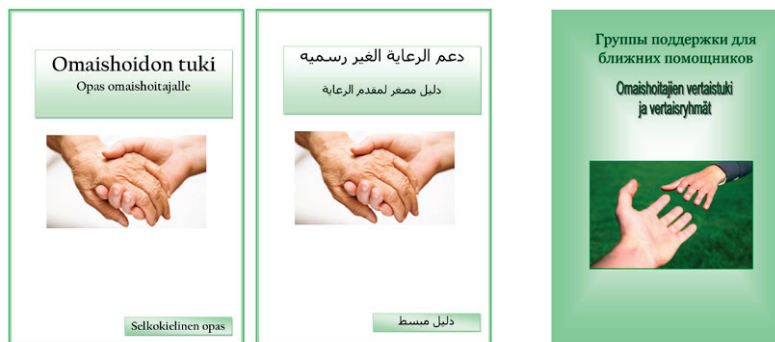 Omaishoidon tuki
Opas omaishoitajalle
Selkokielinen opas
دعم الرعاية الغير رسميه
دليل مصغر لمقدم الرعاية
دليل مبسط
Группы поддержки для
ближних помощников
Omaishoitajien vertaistuki
ja vertaisryhmät